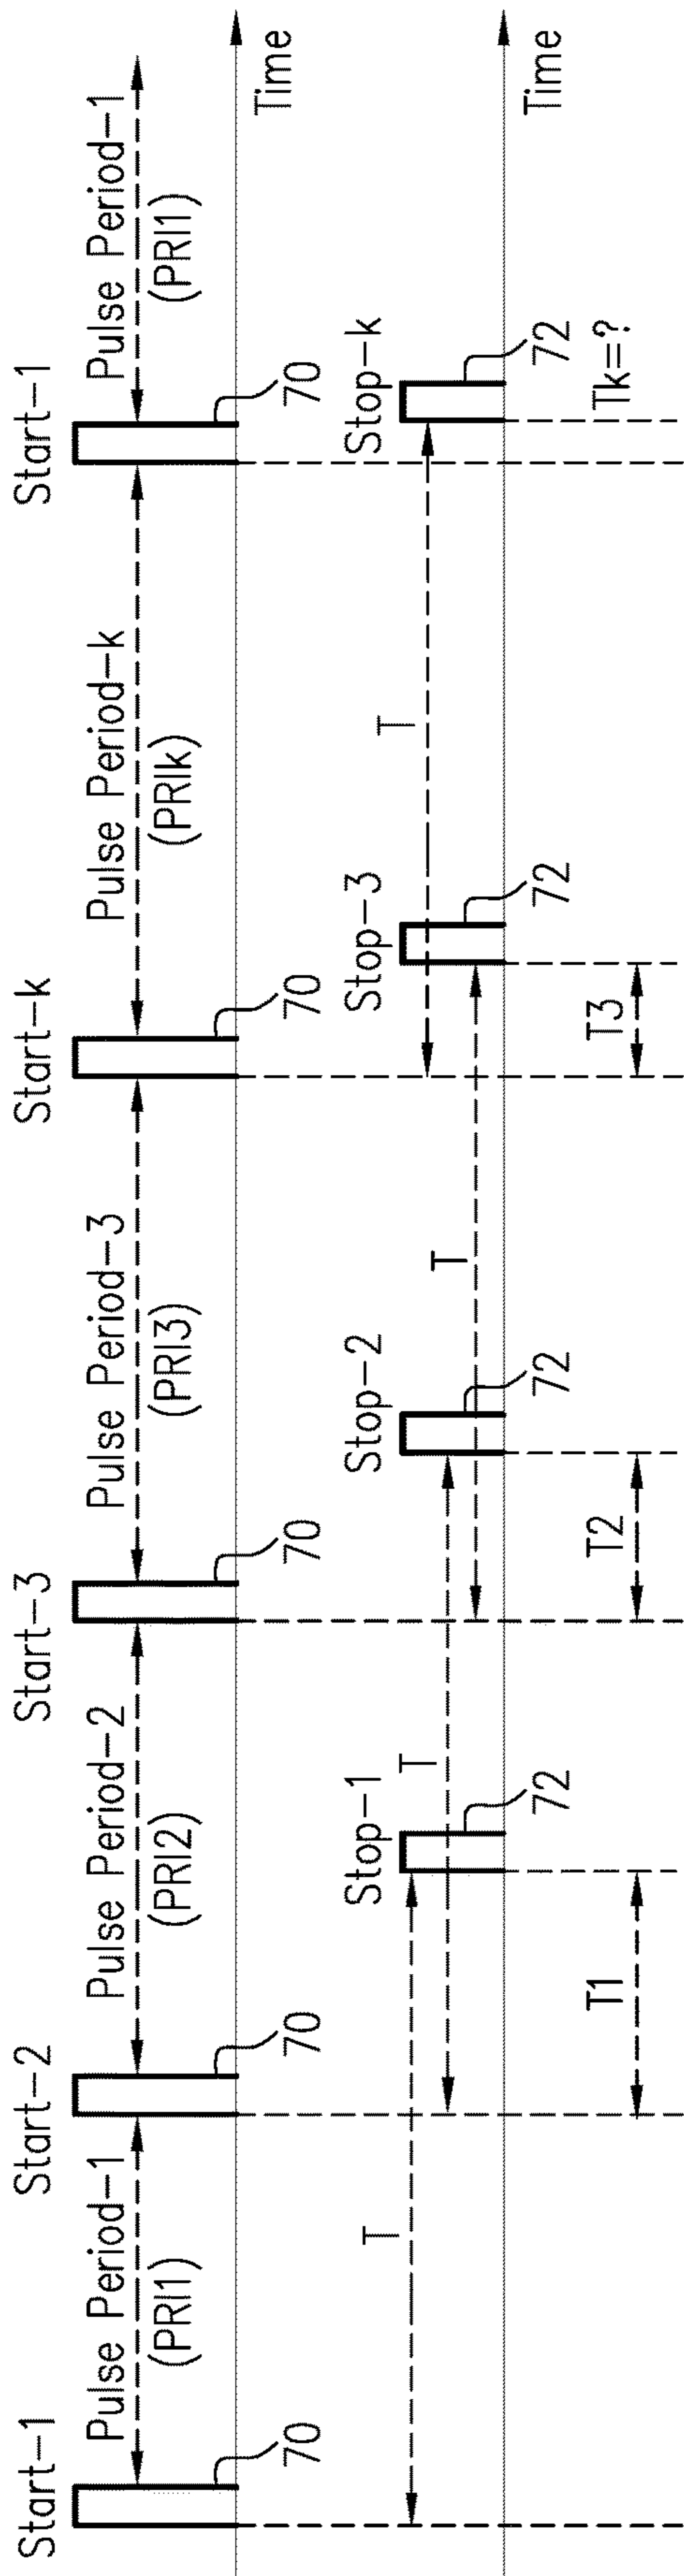 Start-1
Start-2
Start-3
Start-k
Start-1
Pulse Period-1
(PRI1)
Pulse Period-2
(PRI2)
Pulse Period-3
(PRI3)
Pulse Period-k
(PRIk)
Pulse Period-1
(PRI1)
70
70
70
70
70
Time
Stop-1
Stop-2
Stop-3
Stop-k
T
T
T
T
72
72
72
72
Time
T1
T2
T3
Tk=?